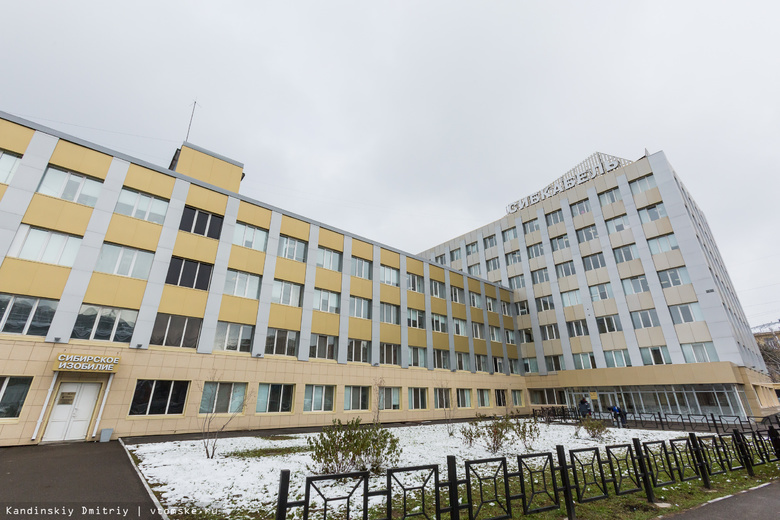 СИБКАБЕЛЬ
СИБИРСКОЕ
ИЗОБИЛИЕ
Kandinskiy Dmitriy | vtomske.ru